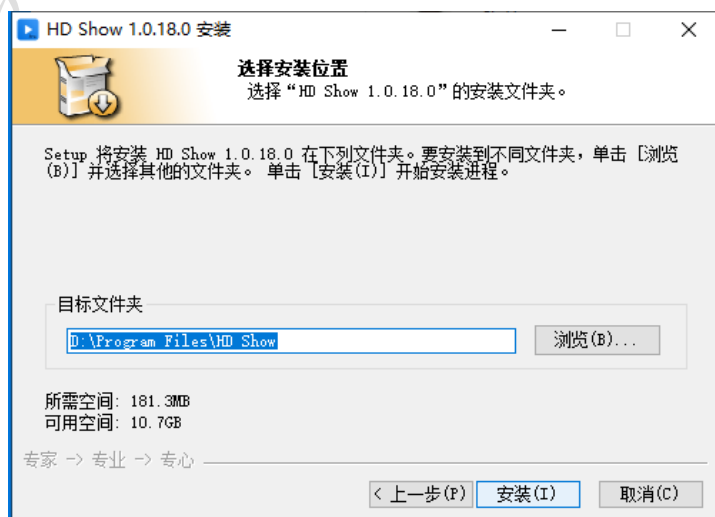 HD Show 1.0.18.0 安装
选择安装位置
选择“HD Show 1.0.18.0”的安装文件夹。
Setup 将安装 HD Show 1.0.18.0 在下列文件夹。要安装到不同文件夹，单击 [浏览
(B)] 并选择其他的文件夹。 单击 [安装(I)] 开始安装进程。
目标文件夹
D:\Program Files\HD Show
浏览(B)...
所需空间: 181.3MB
可用空间: 10.7GB
专家 -> 专业 -> 专心
< 上一步(P)
安装(I)
取消(C)